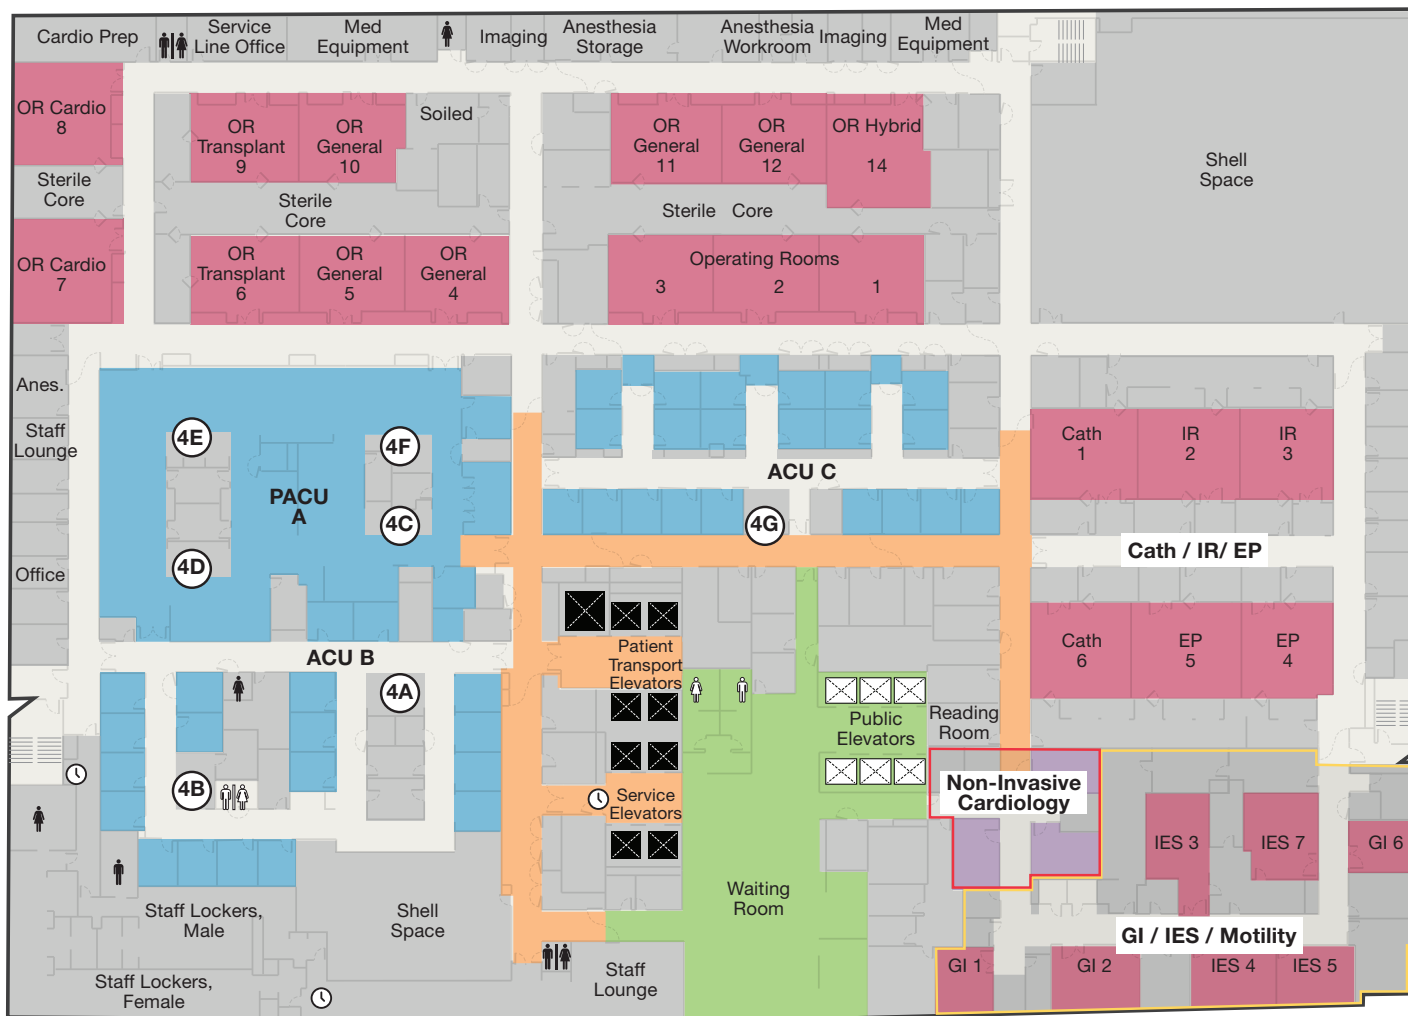 Cardio Prep
Service
Line Office
Med
Equipment
Imaging
Anesthesia
Storage
Anesthesia
Workroom
Imaging
Med
Equipment
OR Cardio
8
OR
Transplant
9
OR
General
10
Soiled
OR
General
11
OR
General
12
OR Hybrid
14
Shell
Space
Sterile
Core
Sterile
Core
Sterile Core
OR Cardio
7
OR
Transplant
6
OR
General
5
OR
General
4
Operating Rooms
3
2
1
Anes.
Staff
Lounge
4E
4F
PACU
A
4C
4D
Office
ACU C
4G
Cath
1
IR
2
IR
3
Cath / IR/ EP
Cath
6
EP
5
EP
4
ACU B
4A
4B
Patient
Transport
Elevators
Public
Elevators
Reading
Room
Service
Elevators
Non-Invasive
Cardiology
IES 3
IES 7
GI 6
Waiting
Room
Staff Lockers,
Male
Shell
Space
GI / IES / Motility
GI 1
GI 2
IES 4
IES 5
Staff Lockers,
Female
Staff
Lounge